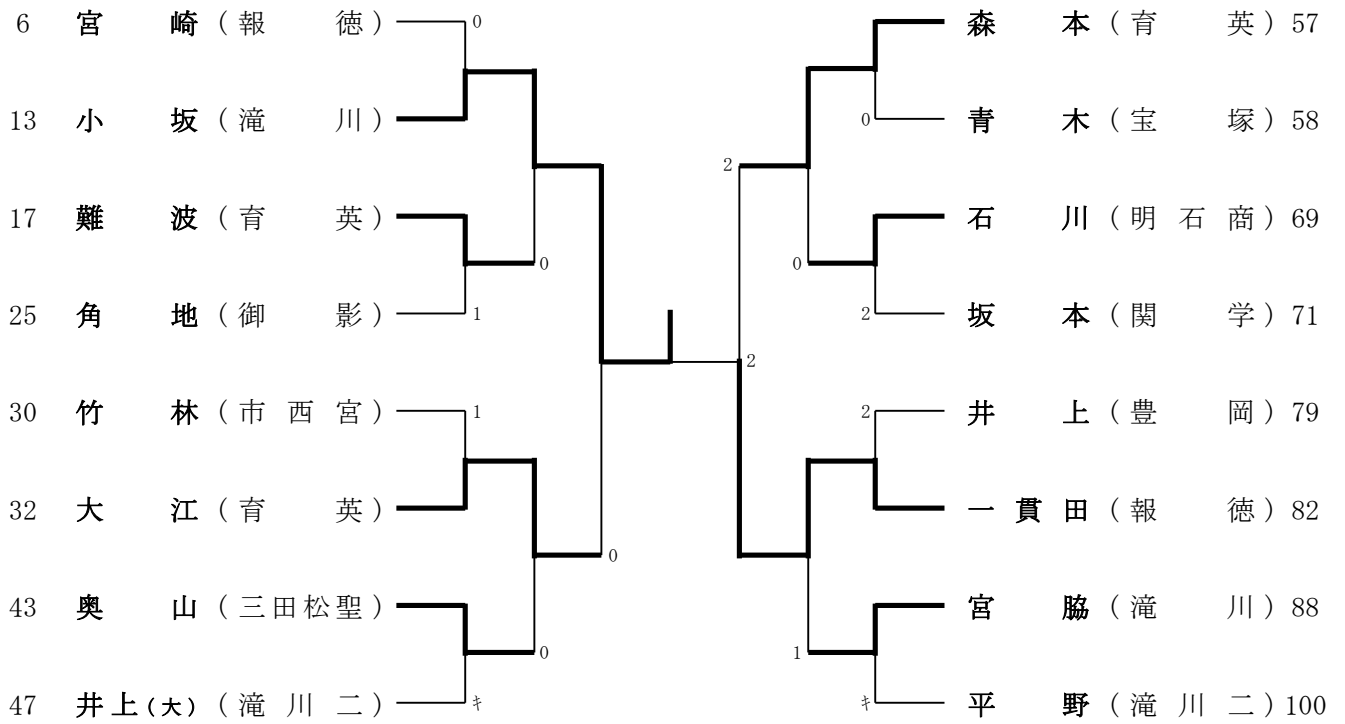 6 宮崎(報徳) 0 森本(育英)57
13 小坂(滝川) 0 青木(宝塚)58
2
17 難波(育英) 石川(明石商)69
0 0
25 角地(御影) 1 2 坂本(関学)71
2
30 竹林(市西宮) 1 2 井上(豊岡)79
32 大江(育英) 一貫田(報徳)82
0
43 奥山(三田松聖) 宮脇(滝川)88
0 1
47 井上(大)(滝川二) キ キ 平野(滝川二)100